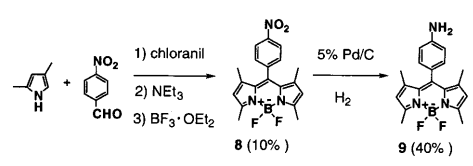 NO₂
NH₂
NO₂
1) chloranil
5% Pd/C
+
2) NEt₃
H₂
N
H
CHO
3) BF₃·OEt₂
N⁺ B⁻ N
F F
N⁺ B⁻ N
F F
8 (10%)
9 (40%)